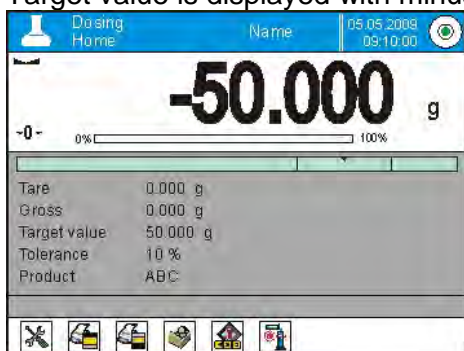 Target value is displayed with minu
Dosing Name 05.05.2009
Home 09:10:00
-50.000 g
-0- 0% 100%
Tare 0.000 g
Gross 0.000 g
Target value 50.000 g
Tolerance 10 %
Product ABC